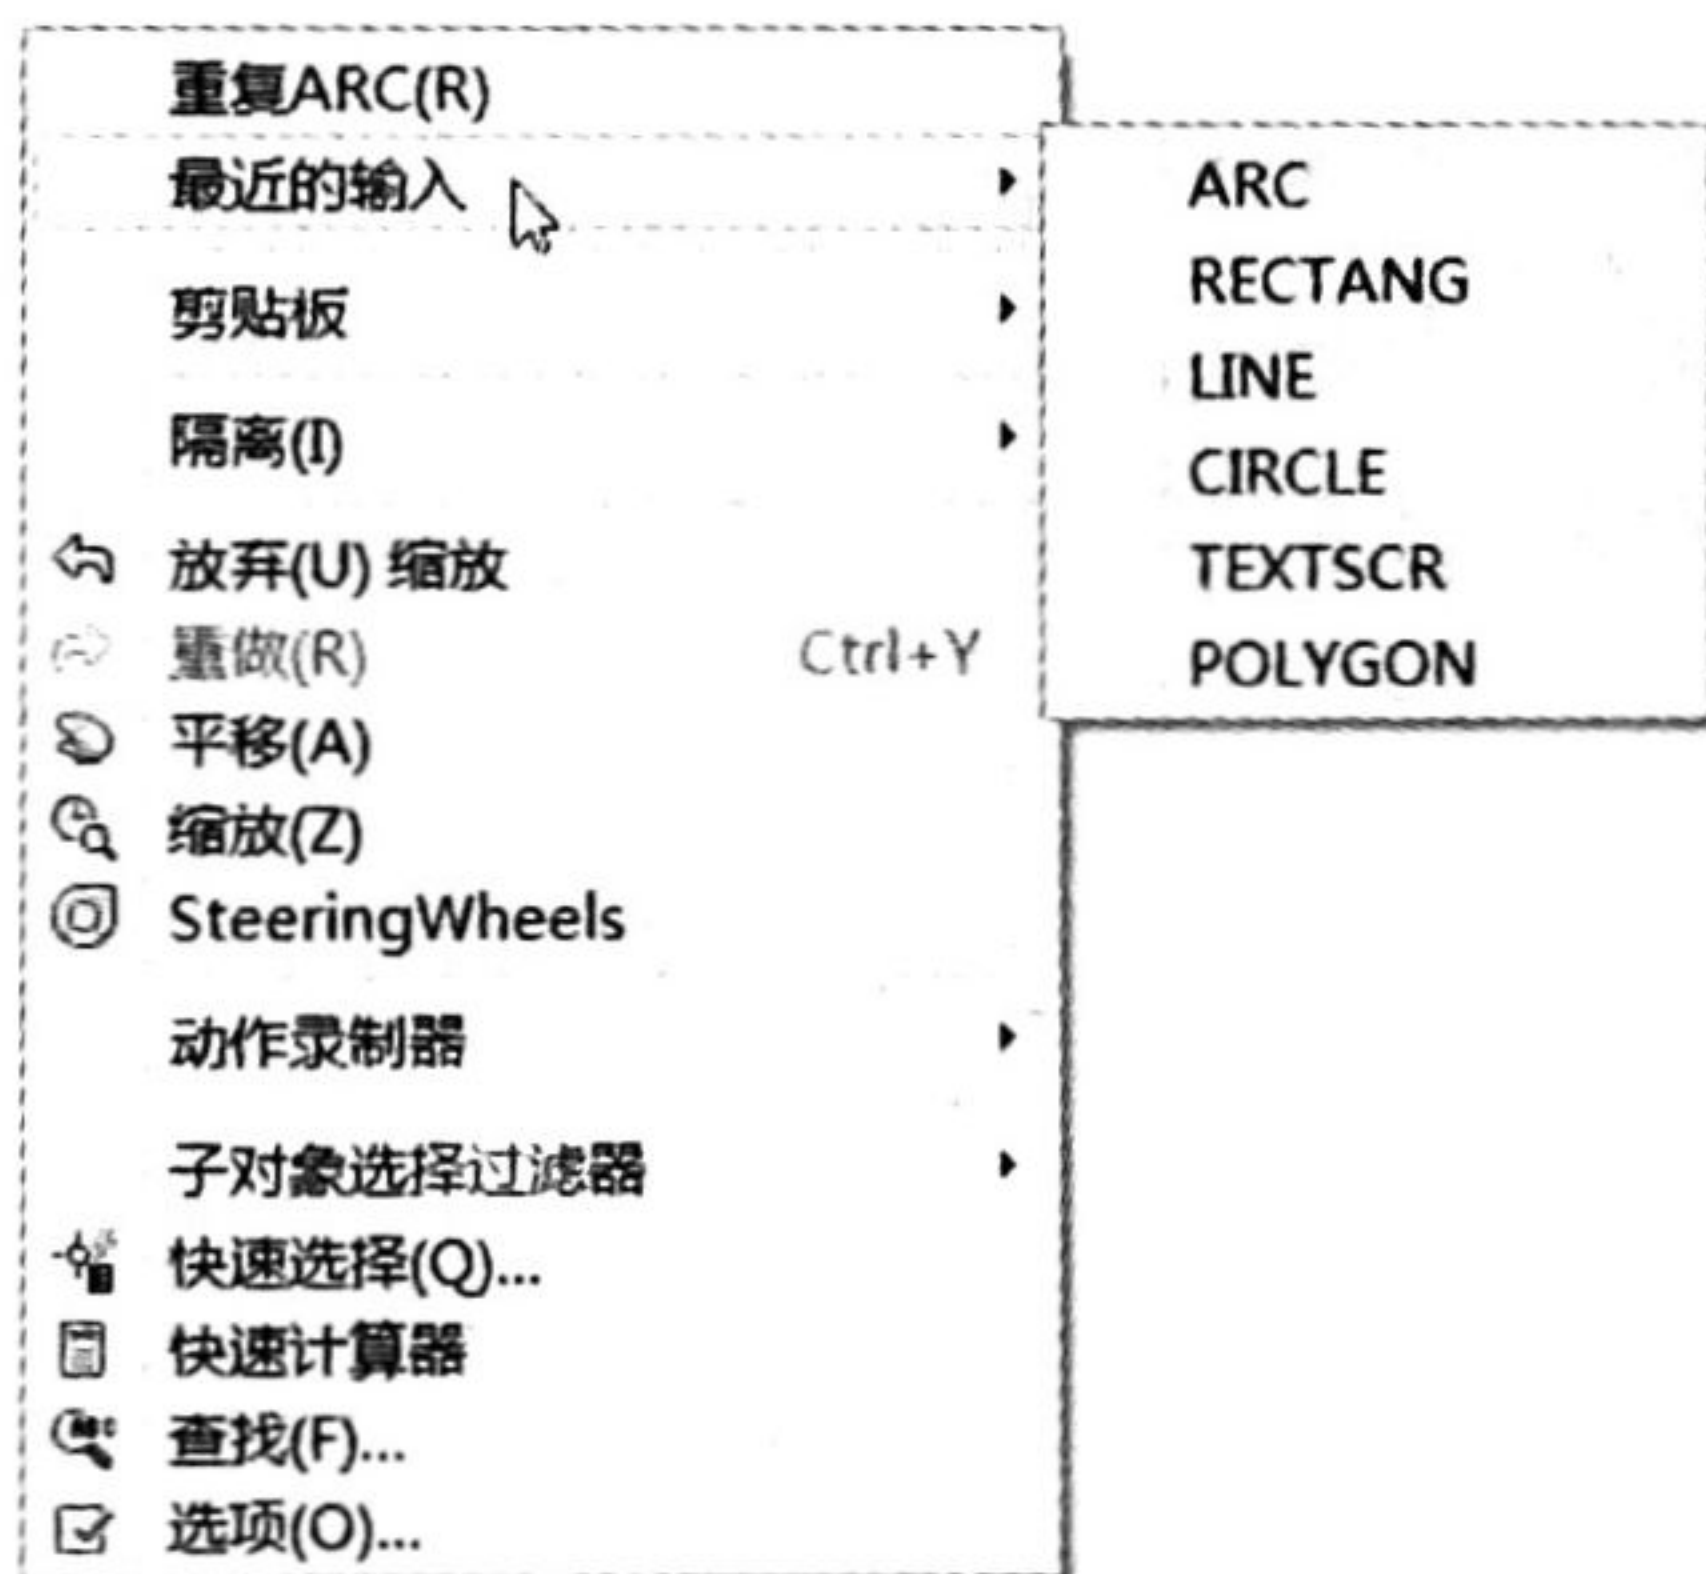 重复ARC(R)
最近的输入
剪贴板
隔离(I)
放弃(U) 缩放
重做(R) Ctrl+Y
平移(A)
缩放(Z)
SteeringWheels
动作录制器
子对象选择过滤器
快速选择(Q)...
快速计算器
查找(F)...
选项(O)...
ARC
RECTANG
LINE
CIRCLE
TEXTSCR
POLYGON